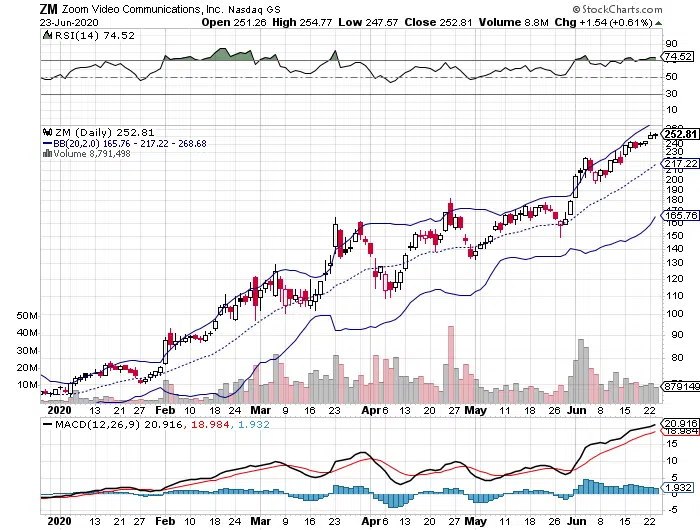 ZM Zoom Video Communications, Inc. Nasdaq GS © StockCharts.com
23-Jun-2020 Open 251.26 High 254.77 Low 247.57 Close 252.81 Volume 8.8M Chg +1.54 (+0.61%)
RSI(14) 74.52
90
74.52
50
30
10
ZM (Daily) 252.81
BB(20,2.0) 165.76 - 217.22 - 268.68
Volume 8,791,498
252.81
240
230
217.22
210
200
190
180
170
165.76
160
150
140
130
120
110
100
90
80
50M
40M
30M
20M
10M
879149
2020 13 21 27 Feb 10 18 24 Mar 9 16 23 Apr 6 13 20 27 May 11 18 26 Jun 8 15 22
MACD(12,26,9) 20.916, 18.984, 1.932
20.916
18.984
15
10
5
1.932
-5
2020 13 21 27 Feb 10 18 24 Mar 9 16 23 Apr 6 13 20 27 May 11 18 26 Jun 8 15 22